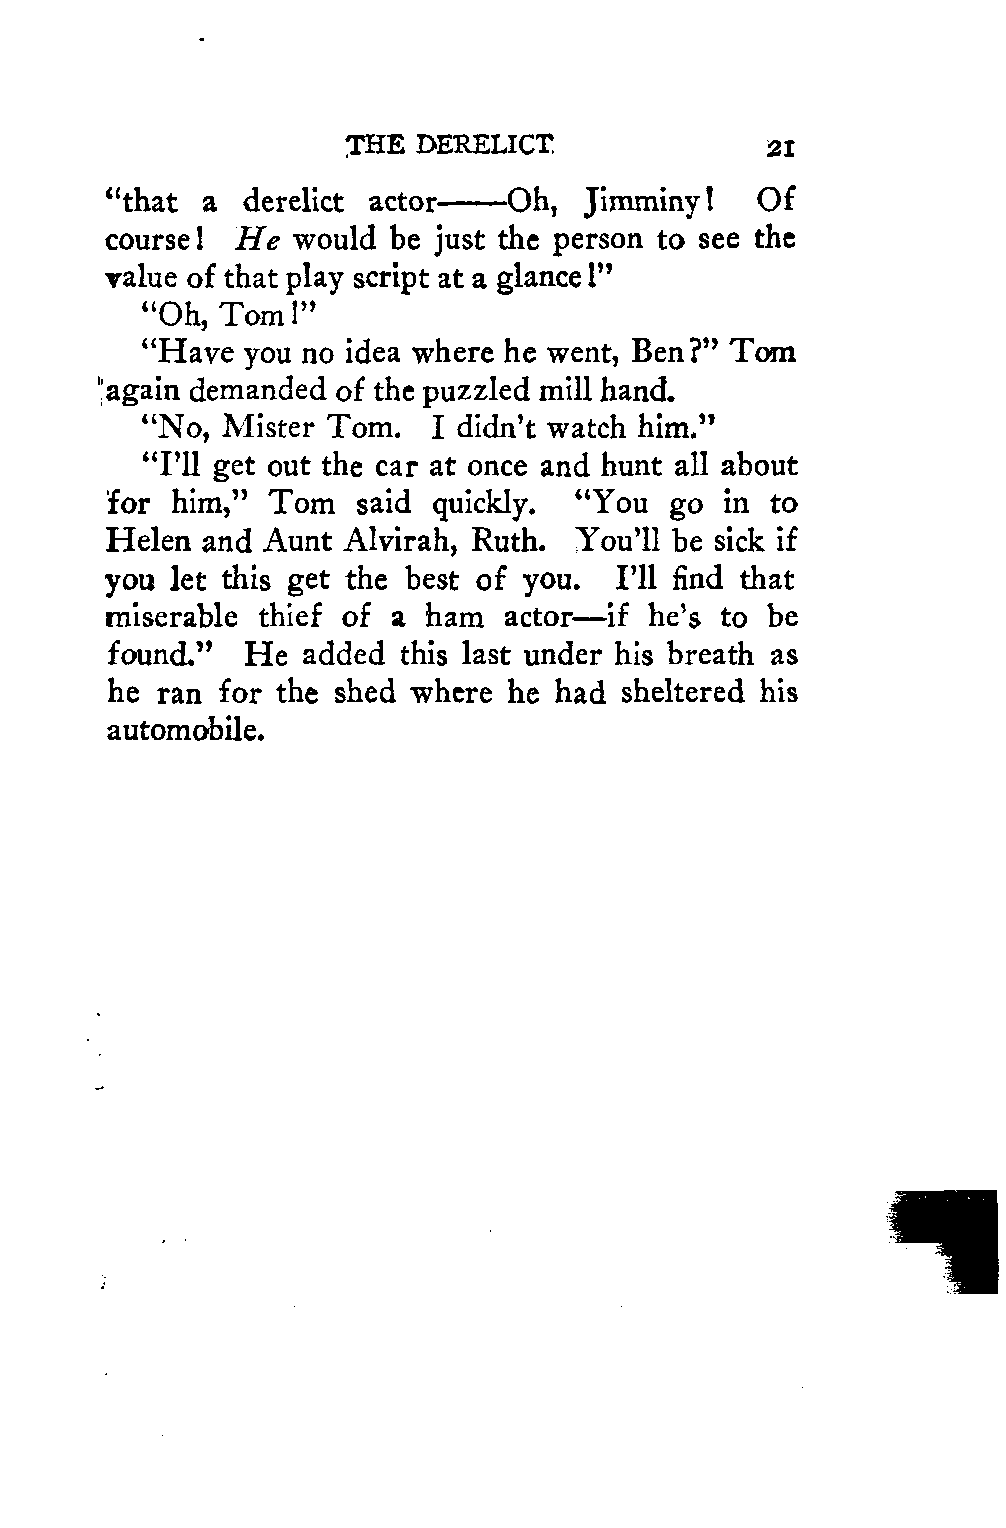 THE DERELICT 21
“that a derelict actor——Oh, Jimminy! Of
course! He would be just the person to see the
value of that play script at a glance!”
“Oh, Tom!”
“Have you no idea where he went, Ben?” Tom
again demanded of the puzzled mill hand.
“No, Mister Tom. I didn’t watch him.”
“I’ll get out the car at once and hunt all about
for him,” Tom said quickly. “You go in to
Helen and Aunt Alvirah, Ruth. You’ll be sick if
you let this get the best of you. I’ll find that
miserable thief of a ham actor—if he’s to be
found.” He added this last under his breath as
he ran for the shed where he had sheltered his
automobile.